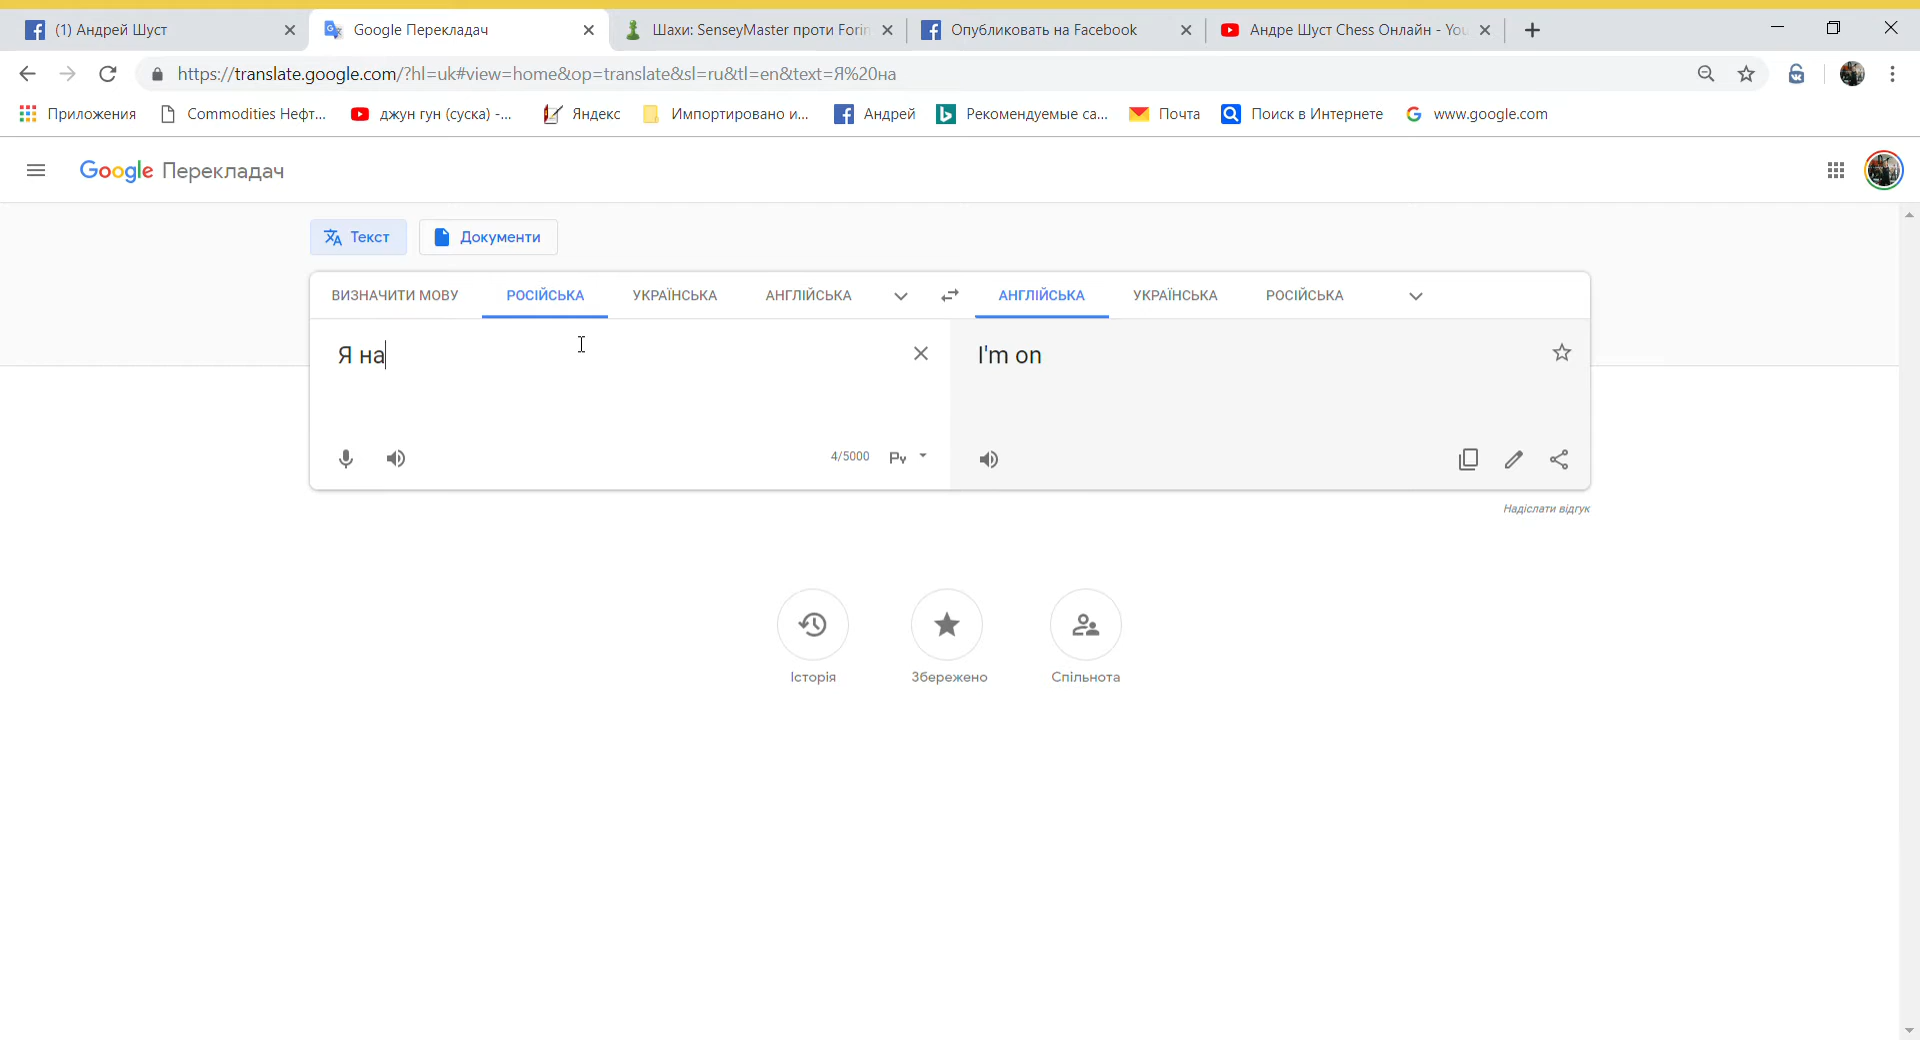 (1) Андрей Шуст
Google Перекладач
Шахи: SenseyMaster проти Forin
Опубликовать на Facebook
Андре Шуст Chess Онлайн - You
https://translate.google.com/?hl=uk#view=home&op=translate&sl=ru&tl=en&text=Я%20на
Приложения
Commodities Нефт...
джун гун (суска) -...
Яндекс
Импортировано и...
Андрей
Рекомендуемые са...
Почта
Поиск в Интернете
www.google.com
Google Перекладач
Текст
Документи
ВИЗНАЧИТИ МОВУ
РОСІЙСЬКА
УКРАЇНСЬКА
АНГЛІЙСЬКА
АНГЛІЙСЬКА
УКРАЇНСЬКА
РОСІЙСЬКА
Я на
I'm on
4/5000
Ру
Надіслати відгук
Історія
Збережено
Спільнота